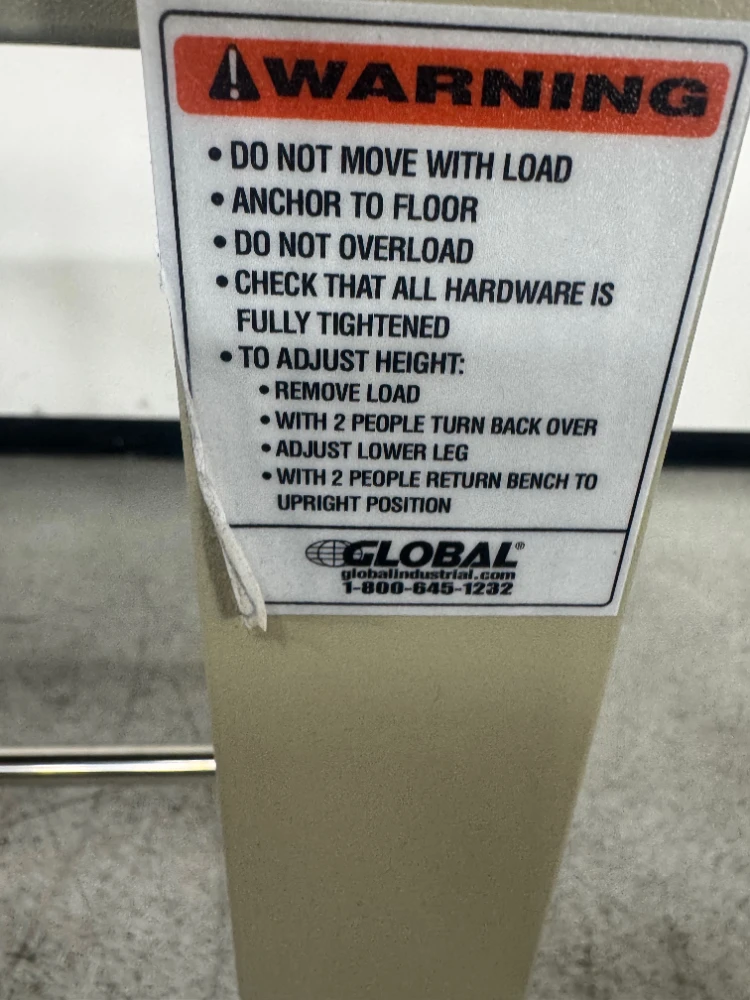 WARNING
• DO NOT MOVE WITH LOAD
• ANCHOR TO FLOOR
• DO NOT OVERLOAD
• CHECK THAT ALL HARDWARE IS
FULLY TIGHTENED
• TO ADJUST HEIGHT:
• REMOVE LOAD
• WITH 2 PEOPLE TURN BACK OVER
• ADJUST LOWER LEG
• WITH 2 PEOPLE RETURN BENCH TO
UPRIGHT POSITION
GLOBAL®
globalindustrial.com
1-800-645-1232